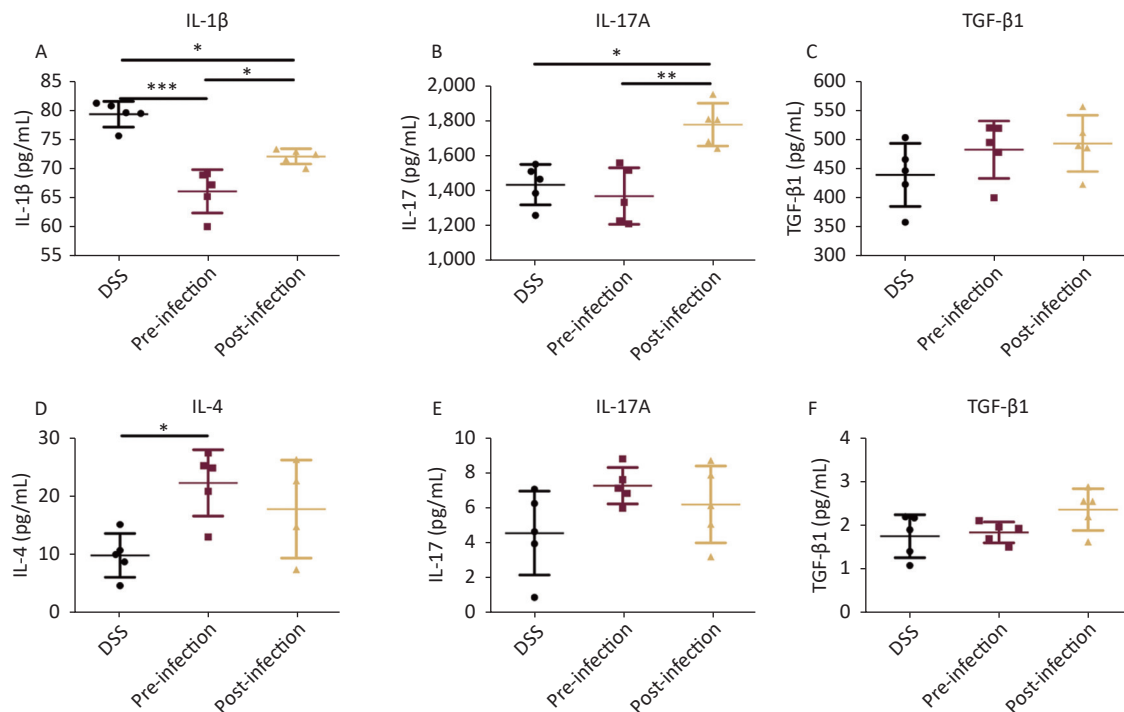 IL-1β
A
*
***
*
85
80
75
70
65
60
55
IL-1β (pg/mL)
DSS
Pre-infection
Post-infection
IL-17A
B
*
**
2,000
1,800
1,600
1,400
1,200
1,000
IL-17 (pg/mL)
DSS
Pre-infection
Post-infection
TGF-β1
C
600
550
500
450
400
350
300
TGF-β1 (pg/mL)
DSS
Pre-infection
Post-infection
IL-4
D
*
30
20
10
0
IL-4 (pg/mL)
DSS
Pre-infection
Post-infection
IL-17A
E
10
8
6
4
2
0
IL-17 (pg/mL)
DSS
Pre-infection
Post-infection
TGF-β1
F
4
3
2
1
0
TGF-β1 (pg/mL)
DSS
Pre-infection
Post-infection